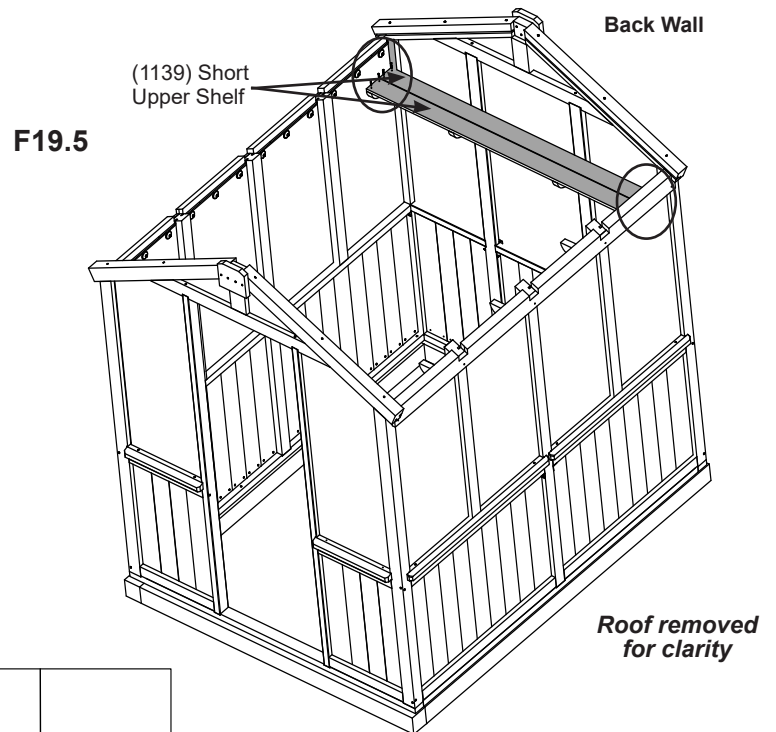 Back Wall
(1139) Short
Upper Shelf
F19.5
Roof removed
for clarity